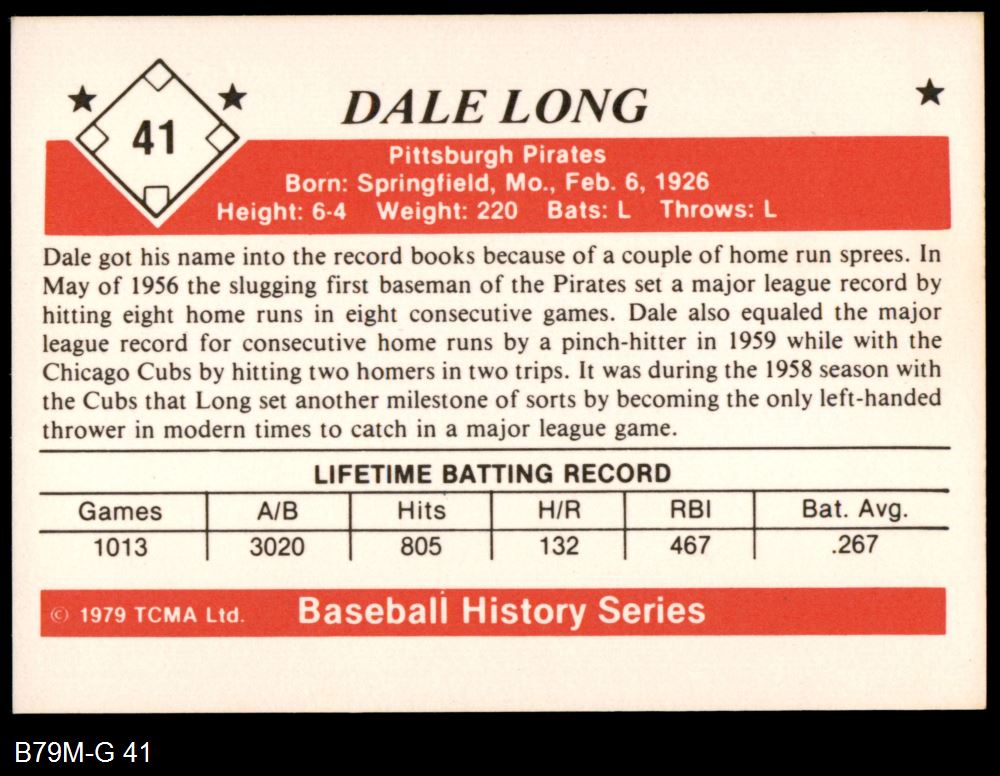 41
DALE LONG
Pittsburgh Pirates
Born: Springfield, Mo., Feb. 6, 1926
Height: 6-4 Weight: 220 Bats: L Throws: L
Dale got his name into the record books because of a couple of home run sprees. In
May of 1956 the slugging first baseman of the Pirates set a major league record by
hitting eight home runs in eight consecutive games. Dale also equaled the major
league record for consecutive home runs by a pinch-hitter in 1959 while with the
Chicago Cubs by hitting two homers in two trips. It was during the 1958 season with
the Cubs that Long set another milestone of sorts by becoming the only left-handed
thrower in modern times to catch in a major league game.
LIFETIME BATTING RECORD
Games A/B Hits H/R RBI Bat. Avg.
1013 3020 805 132 467 .267
© 1979 TCMA Ltd. Baseball History Series
B79M-G 41